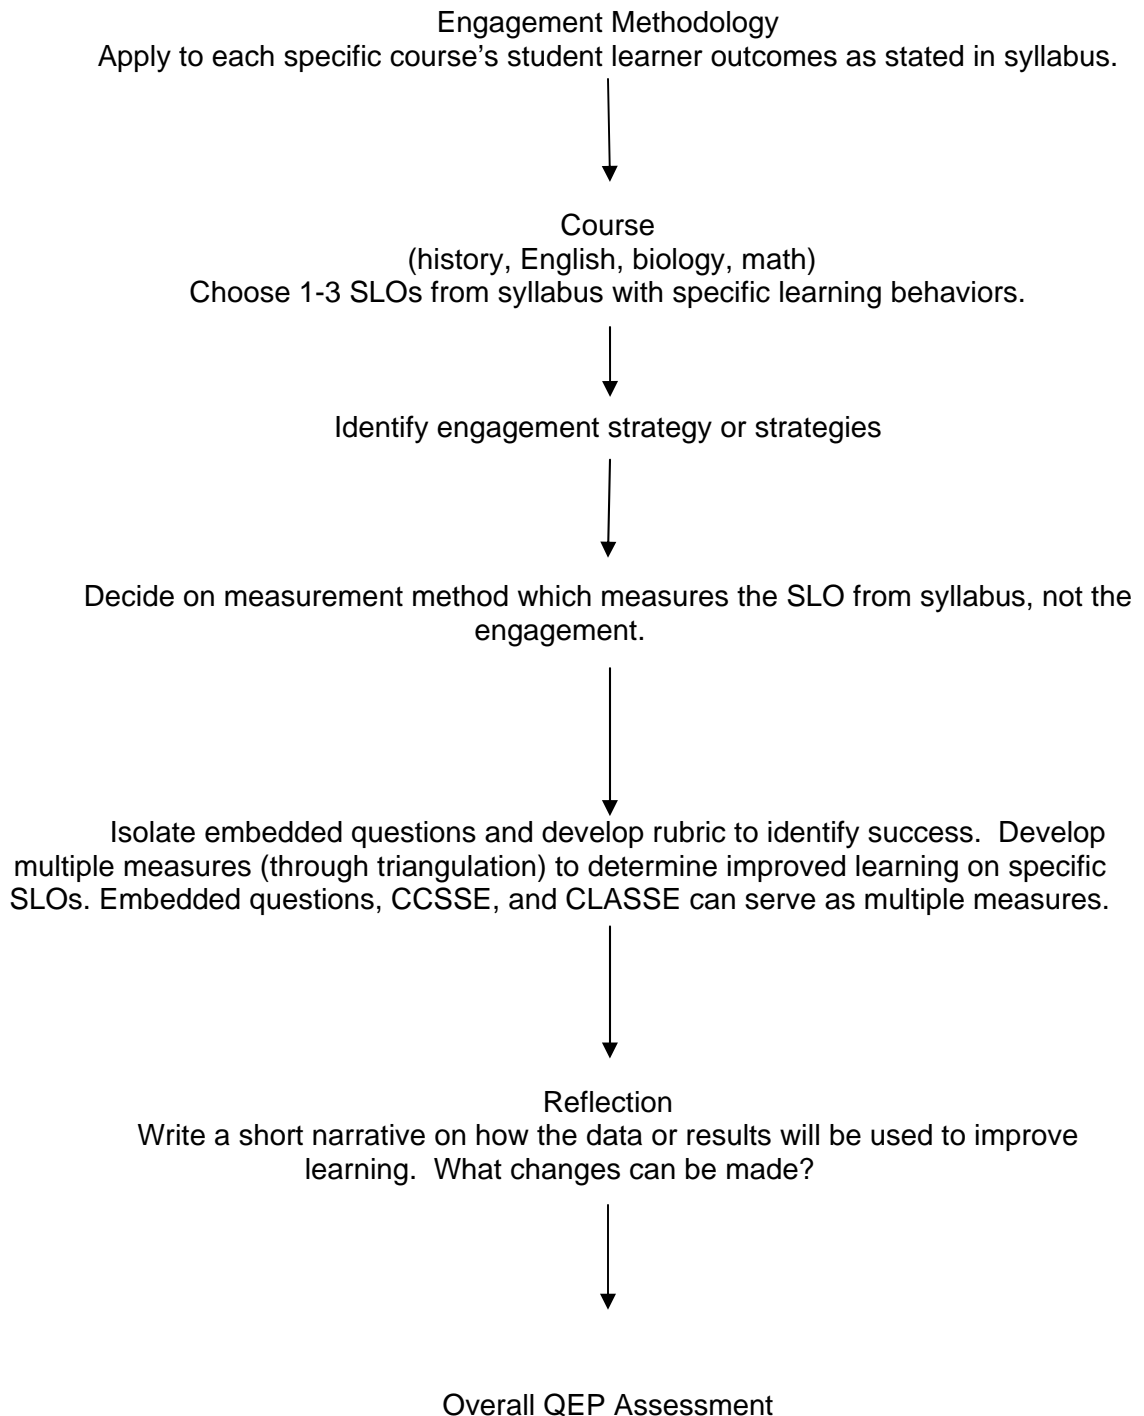 Engagement Methodology
Apply to each specific course’s student learner outcomes as stated in syllabus.
Course
(history, English, biology, math)
Choose 1-3 SLOs from syllabus with specific learning behaviors.
Identify engagement strategy or strategies
Decide on measurement method which measures the SLO from syllabus, not the
engagement.
Isolate embedded questions and develop rubric to identify success.  Develop
multiple measures (through triangulation) to determine improved learning on specific
SLOs. Embedded questions, CCSSE, and CLASSE can serve as multiple measures.
Reflection
Write a short narrative on how the data or results will be used to improve
learning.  What changes can be made?
Overall QEP Assessment